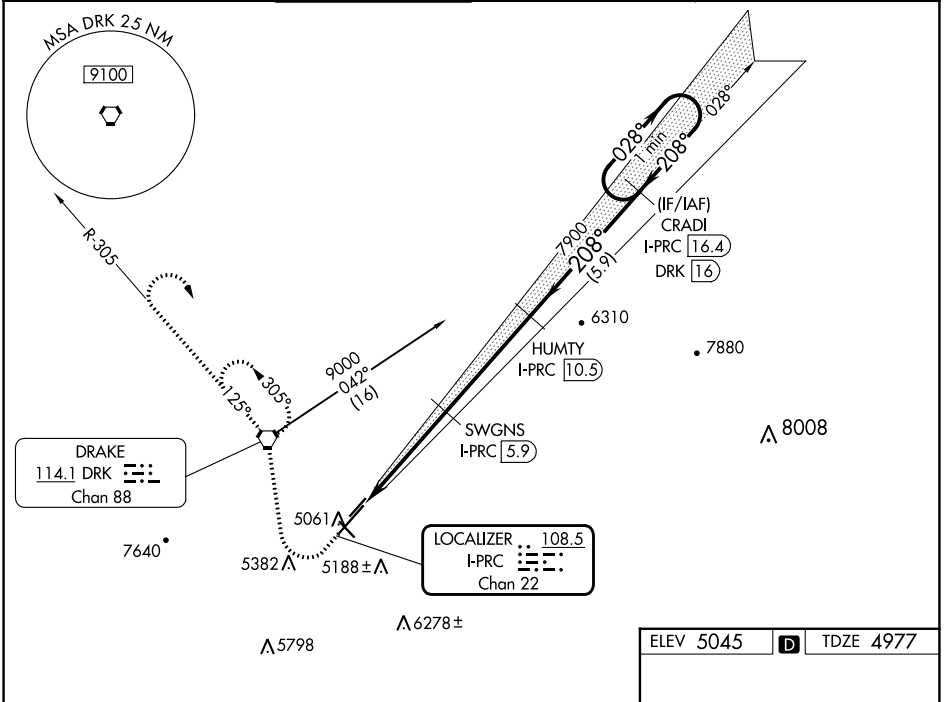 MSA DRK 25 NM
9100
028°
1 min
028°
208°
(IF/IAF)
CRADI
I-PRC 16.4
DRK 16
7900
208°
(5.9)
R-305
6310
HUMTY
I-PRC 10.5
7880
9000
042°
(16)
305°
125°
SWGNS
I-PRC 5.9
8008
DRAKE
114.1 DRK
Chan 88
5061
7640
5382
5188±
LOCALIZER 108.5
I-PRC
Chan 22
6278±
5798
ELEV 5045 D TDZE 4977